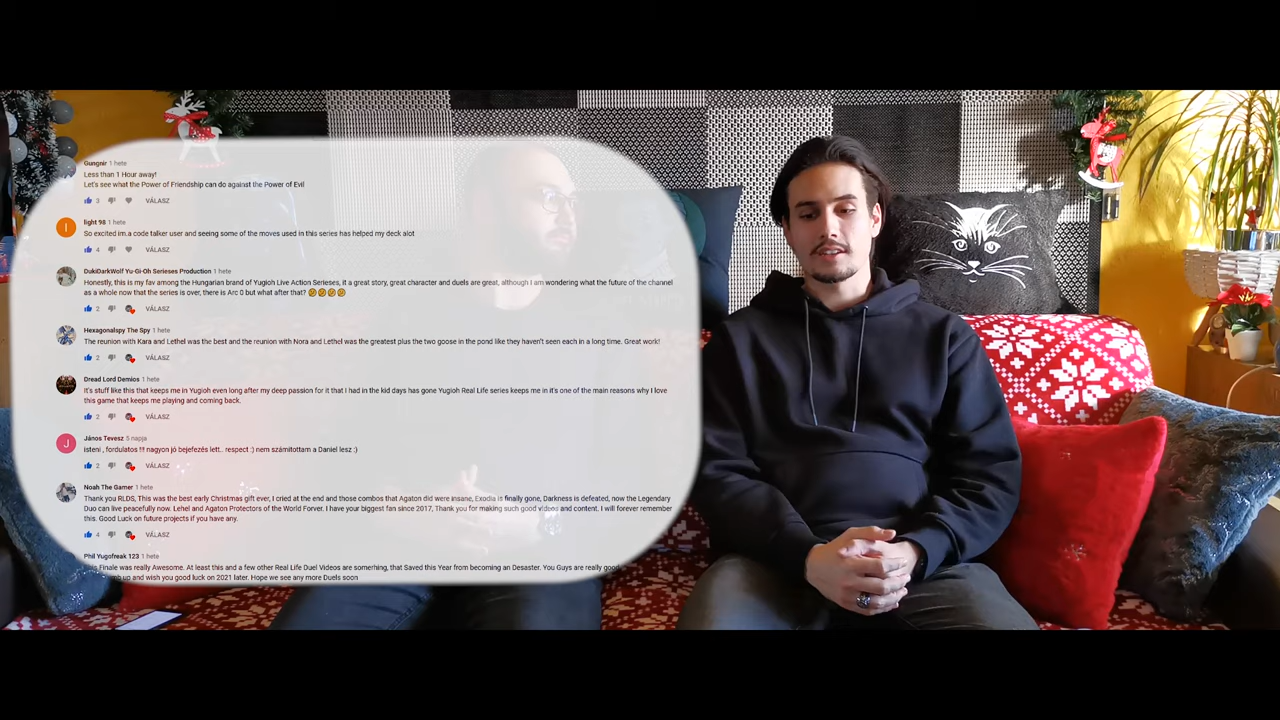 Gungnir 1 hete
Less than 1 Hour away!
Let's see what the Power of Friendship can do against the Power of Evil
3 VÁLASZ
light 98 1 hete
So excited im.a code talker user and seeing some of the moves used in this series has helped my deck alot
4 VÁLASZ
DukiDarkWolf Yu-Gi-Oh Serieses Production 1 hete
Honestly, this is my fav among the Hungarian brand of Yugioh Live Action Serieses, it a great story, great character and duels are great, although I am wondering what the future of the channel
as a whole now that the series is over, there is Arc 0 but what after that?
2 VÁLASZ
Hexagonalspy The Spy 1 hete
The reunion with Kara and Lethel was the best and the reunion with Nora and Lethel was the greatest plus the two goose in the pond like they haven't seen each in a long time. Great work!
2 VÁLASZ
Dread Lord Demios 1 hete
It's stuff like this that keeps me in Yugioh even long after my deep passion for it that I had in the kid days has gone Yugioh Real Life series keeps me in it's one of the main reasons why I love
this game that keeps me playing and coming back.
2 VÁLASZ
J
János Tevesz 5 napja
isteni , fordulatos !!! nagyon jó bejefezés lett.. respect :) nem számítottam a Daniel lesz :)
2 VÁLASZ
Noah The Gamer 1 hete
Thank you RLDS, This was the best early Christmas gift ever, I cried at the end and those combos that Agaton did were insane, Exodia is finally gone, Darkness is defeated, now the Legendary
Duo can live peacefully now. Lehel and Agaton Protectors of the World Forver. I have your biggest fan since 2017, Thank you for making such good videos and content. I will forever remember
this. Good Luck on future projects if you have any.
4 VÁLASZ
Phil Yugofreak 123 1 hete
Finale was really Awesome. At least this and a few other Real Life Duel Videos are somerhing, that Saved this Year from becoming an Desaster. You Guys are really good
up and wish you good luck on 2021 later. Hope we see any more Duels soon